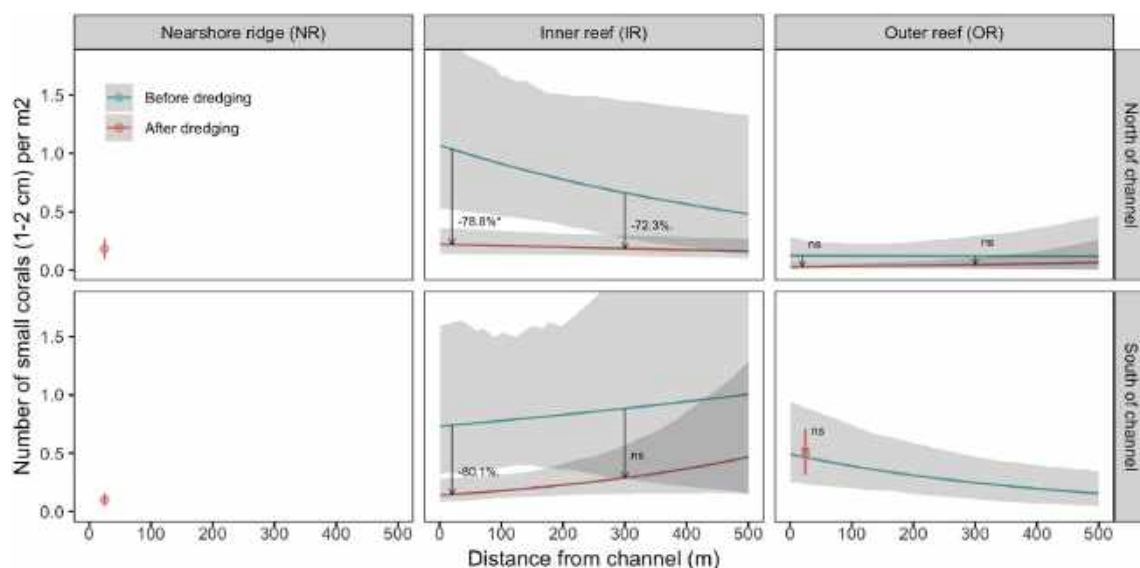 Nearshore ridge (NR)
Inner reef (IR)
Outer reef (OR)
Number of small corals (1-2 cm) per m2
1.5
1.0
0.5
0.0
Before dredging
After dredging
-78.8%*
-72.3%.
ns
ns
North of channel
1.5
1.0
0.5
0.0
-80.1%.
ns
ns
South of channel
0 100 200 300 400 500
0 100 200 300 400 500
0 100 200 300 400 500
Distance from channel (m)